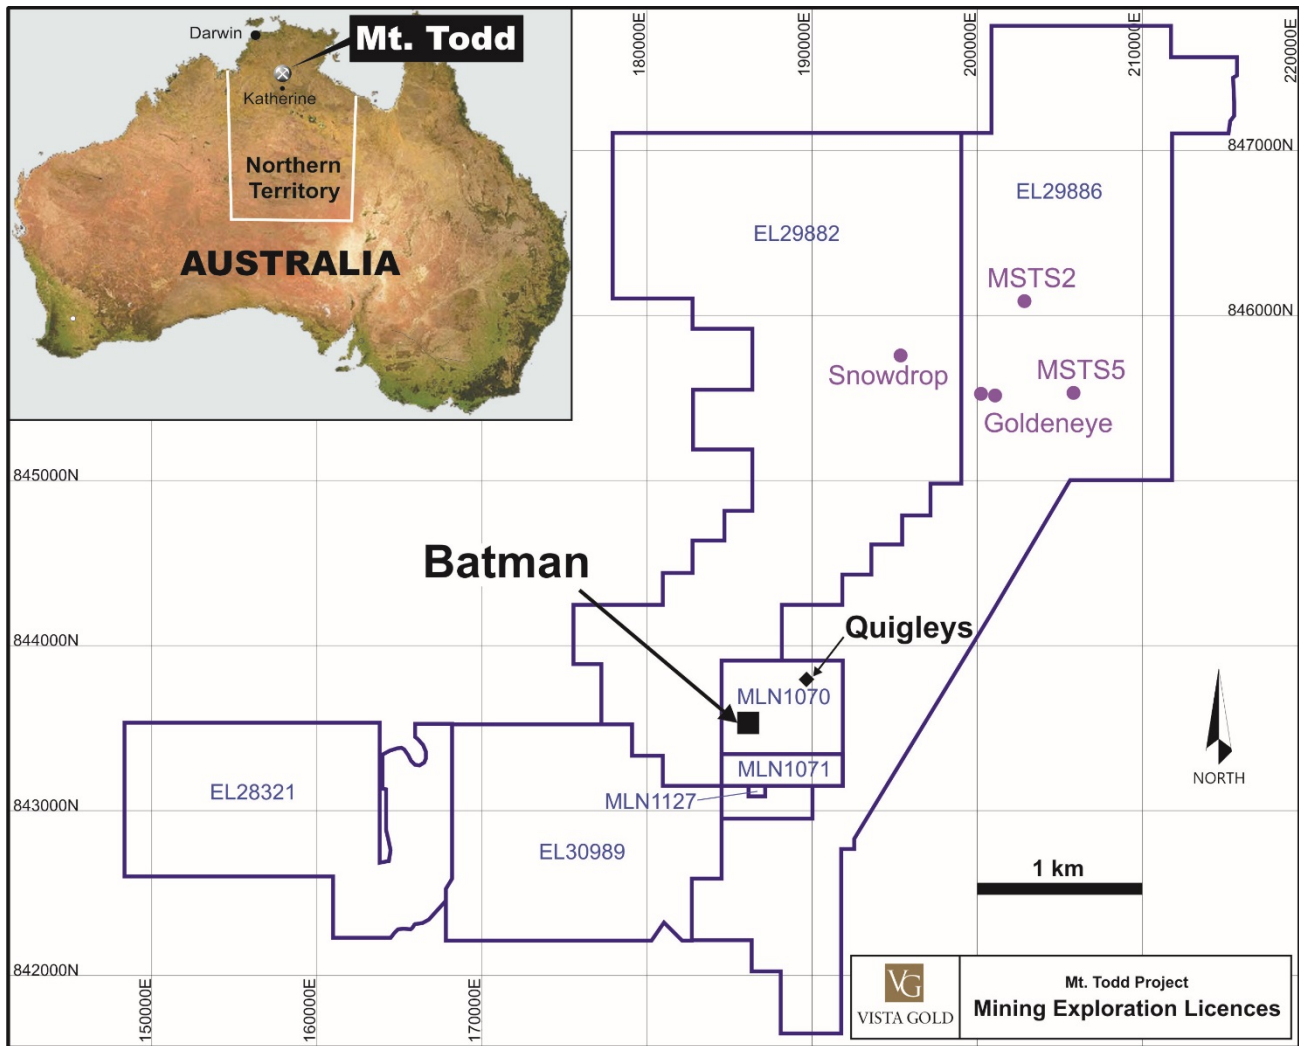 Darwin
Mt. Todd
Katherine
Northern
Territory
AUSTRALIA
180000E
190000E
200000E
210000E
220000E
847000N
EL29886
EL29882
MSTS2
846000N
Snowdrop
MSTS5
Goldeneye
845000N
Batman
Quigleys
844000N
MLN1070
MLN1071
NORTH
EL28321
MLN1127
843000N
EL30989
1 km
842000N
150000E
160000E
170000E
VG
VISTA GOLD
Mt. Todd Project
Mining Exploration Licences